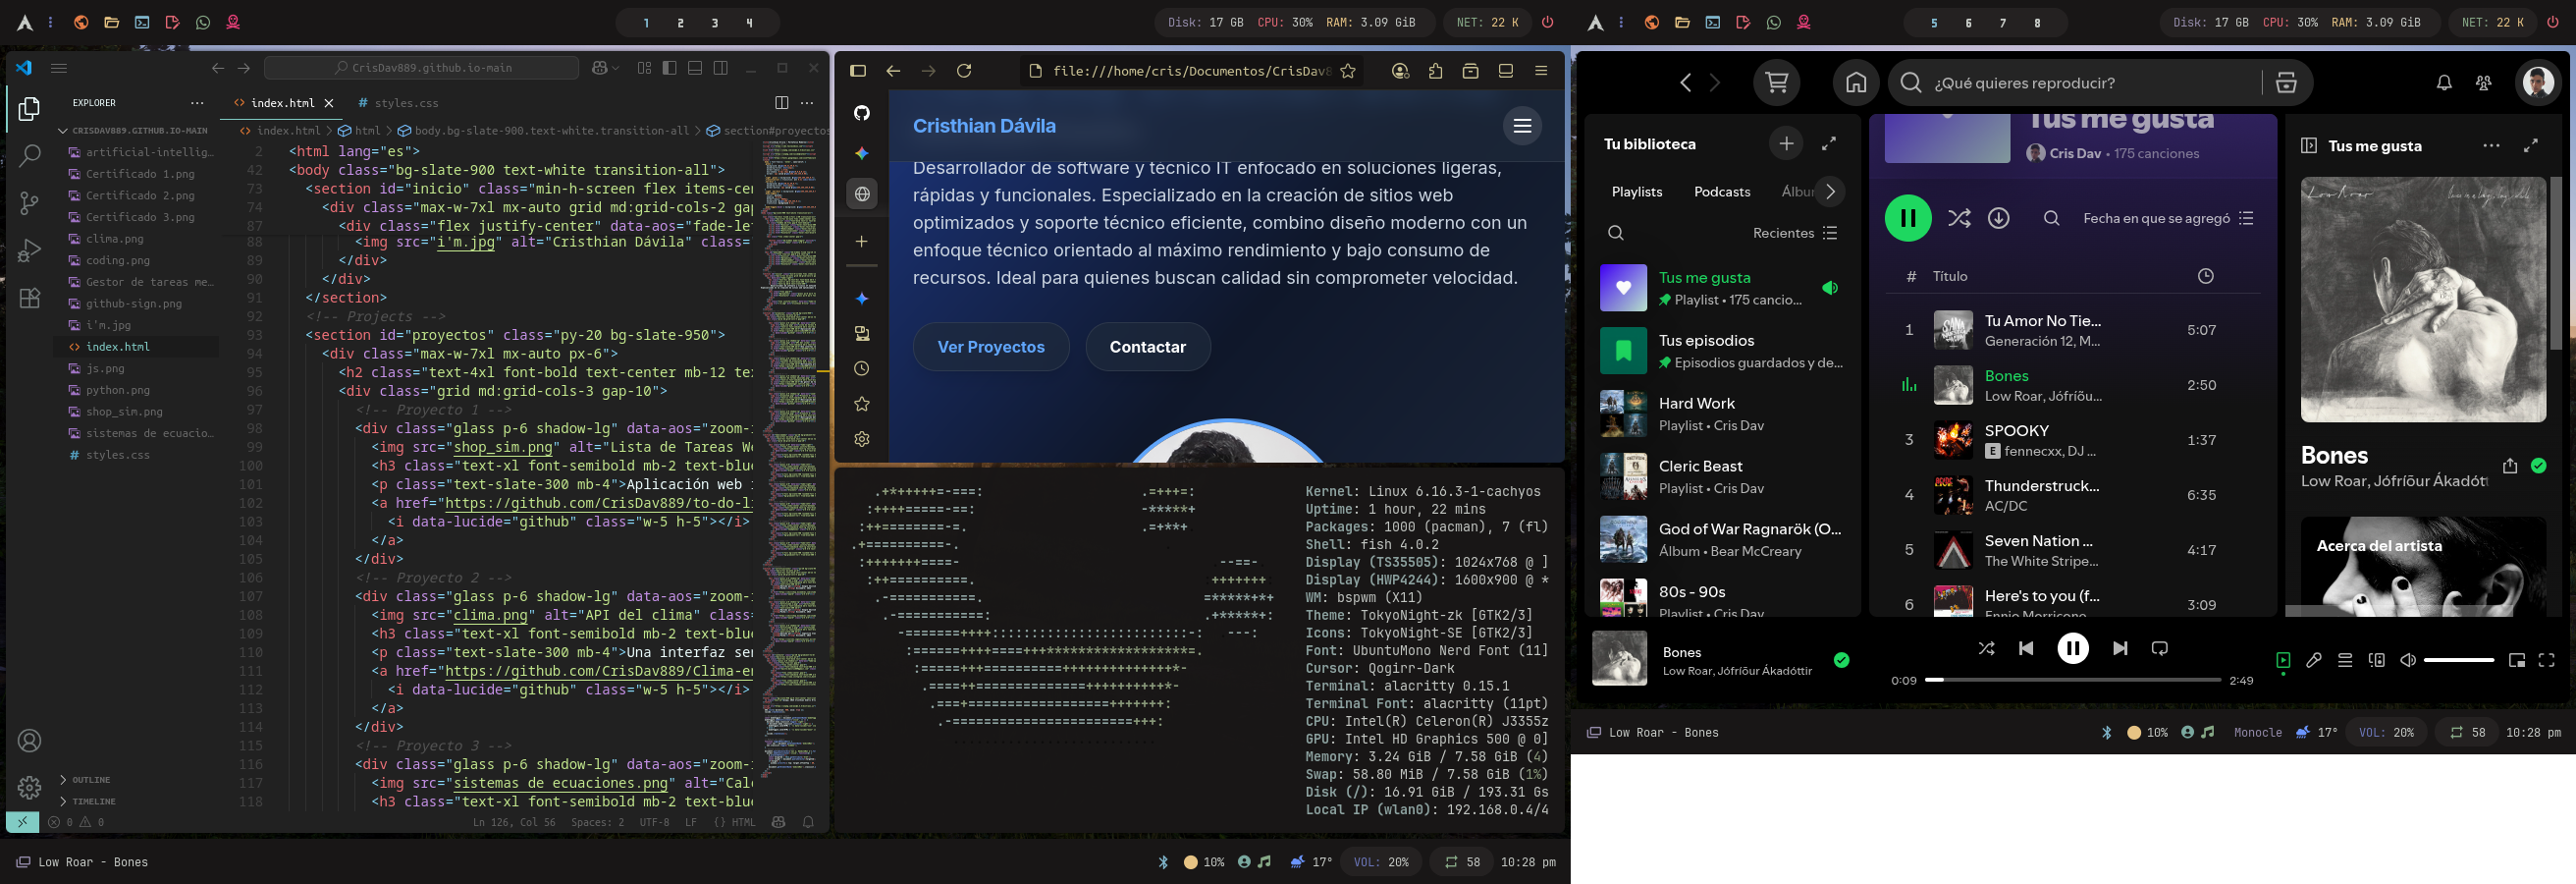 1 2 3 4
Disk: 17 GB CPU: 30% RAM: 3.09 GiB NET: 22 K
5 6 7 8
Disk: 17 GB CPU: 30% RAM: 3.09 GiB NET: 22 K
CrisDav889.github.io-main
EXPLORER
CRISDAV889.GITHUB.IO-MAIN
artificial-intellig...
Certificado 1.png
Certificado 2.png
Certificado 3.png
clima.png
coding.png
Gestor de tareas me...
github-sign.png
i'm.jpg
index.html
js.png
python.png
shop_sim.png
sistemas de ecuacio...
styles.css
OUTLINE
TIMELINE
index.html
styles.css
index.html > html > body.bg-slate-900.text-white.transition-all > section#proyectos
2 <html lang="es">
42 <body class="bg-slate-900 text-white transition-all">
73 <section id="inicio" class="min-h-screen flex items-cen
74 <div class="max-w-7xl mx-auto grid md:grid-cols-2 gap
87 <div class="flex justify-center" data-aos="fade-le
88 <img src="i'm.jpg" alt="Cristhian Dávila" class="
89 </div>
90 </div>
91 </section>
92 <!-- Projects -->
93 <section id="proyectos" class="py-20 bg-slate-950">
94 <div class="max-w-7xl mx-auto px-6">
95 <h2 class="text-4xl font-bold text-center mb-12 tex
96 <div class="grid md:grid-cols-3 gap-10">
97 <!-- Proyecto 1 -->
98 <div class="glass p-6 shadow-lg" data-aos="zoom-i
99 <img src="shop_sim.png" alt="Lista de Tareas We
100 <h3 class="text-xl font-semibold mb-2 text-blue
101 <p class="text-slate-300 mb-4">Aplicación web i
102 <a href="https://github.com/CrisDav889/to-do-li
103 <i data-lucide="github" class="w-5 h-5"></i>
104 </a>
105 </div>
106 <!-- Proyecto 2 -->
107 <div class="glass p-6 shadow-lg" data-aos="zoom-i
108 <img src="clima.png" alt="API del clima" class=
109 <h3 class="text-xl font-semibold mb-2 text-blue
110 <p class="text-slate-300 mb-4">Una interfaz sen
111 <a href="https://github.com/CrisDav889/Clima-en
112 <i data-lucide="github" class="w-5 h-5"></i>
113 </a>
114 </div>
115 <!-- Proyecto 3 -->
116 <div class="glass p-6 shadow-lg" data-aos="zoom-i
117 <img src="sistemas de ecuaciones.png" alt="Calc
118 <h3 class="text-xl font-semibold mb-2 text-blue
0 0
Ln 126, Col 56 Spaces: 2 UTF-8 LF {} HTML
file:///home/cris/Documentos/CrisDav8
Cristhian Dávila
Desarrollador de software y técnico IT enfocado en soluciones ligeras,
rápidas y funcionales. Especializado en la creación de sitios web
optimizados y soporte técnico eficiente, combino diseño moderno con un
enfoque técnico orientado al máximo rendimiento y bajo consumo de
recursos. Ideal para quienes buscan calidad sin comprometer velocidad.
Ver Proyectos
Contactar
Kernel: Linux 6.16.3-1-cachyos
Uptime: 1 hour, 22 mins
Packages: 1000 (pacman), 7 (fl)
Shell: fish 4.0.2
Display (TS35505): 1024x768 @ ]
Display (HWP4244): 1600x900 @ *
WM: bspwm (X11)
Theme: TokyoNight-zk [GTK2/3]
Icons: TokyoNight-SE [GTK2/3]
Font: UbuntuMono Nerd Font (11]
Cursor: Qogirr-Dark
Terminal: alacritty 0.15.1
Terminal Font: alacritty (11pt)
CPU: Intel(R) Celeron(R) J3355z
GPU: Intel HD Graphics 500 @ 0]
Memory: 3.24 GiB / 7.58 GiB (4)
Swap: 58.80 MiB / 7.58 GiB (1%)
Disk (/): 16.91 GiB / 193.31 Gs
Local IP (wlan0): 192.168.0.4/4
Low Roar - Bones
10% 17° VOL: 20% 58 10:28 pm
¿Qué quieres reproducir?
Tu biblioteca
Playlists Podcasts Álbum
Recientes
Tus me gusta
Playlist • 175 cancio...
Tus episodios
Episodios guardados y de...
Hard Work
Playlist • Cris Dav
Cleric Beast
Playlist • Cris Dav
God of War Ragnarök (O...
Álbum • Bear McCreary
80s - 90s
Playlist • Cris Dav
Tus me gusta
Cris Dav • 175 canciones
Fecha en que se agregó
# Título
1 Tu Amor No Tie... 5:07
Generación 12, M...
Bones 2:50
Low Roar, Jófríðu...
3 SPOOKY 1:37
E fennecxx, DJ ...
4 Thunderstruck... 6:35
AC/DC
5 Seven Nation ... 4:17
The White Stripe...
6 Here's to you (f... 3:09
Ennio Morricone
Tus me gusta
Low Roar
Bones
Low Roar, Jófríður Ákadótt
Acerca del artista
Bones
Low Roar, Jófríður Ákadóttir
0:09 2:49
Low Roar - Bones
10% Monocle 17° VOL: 20% 58 10:28 pm